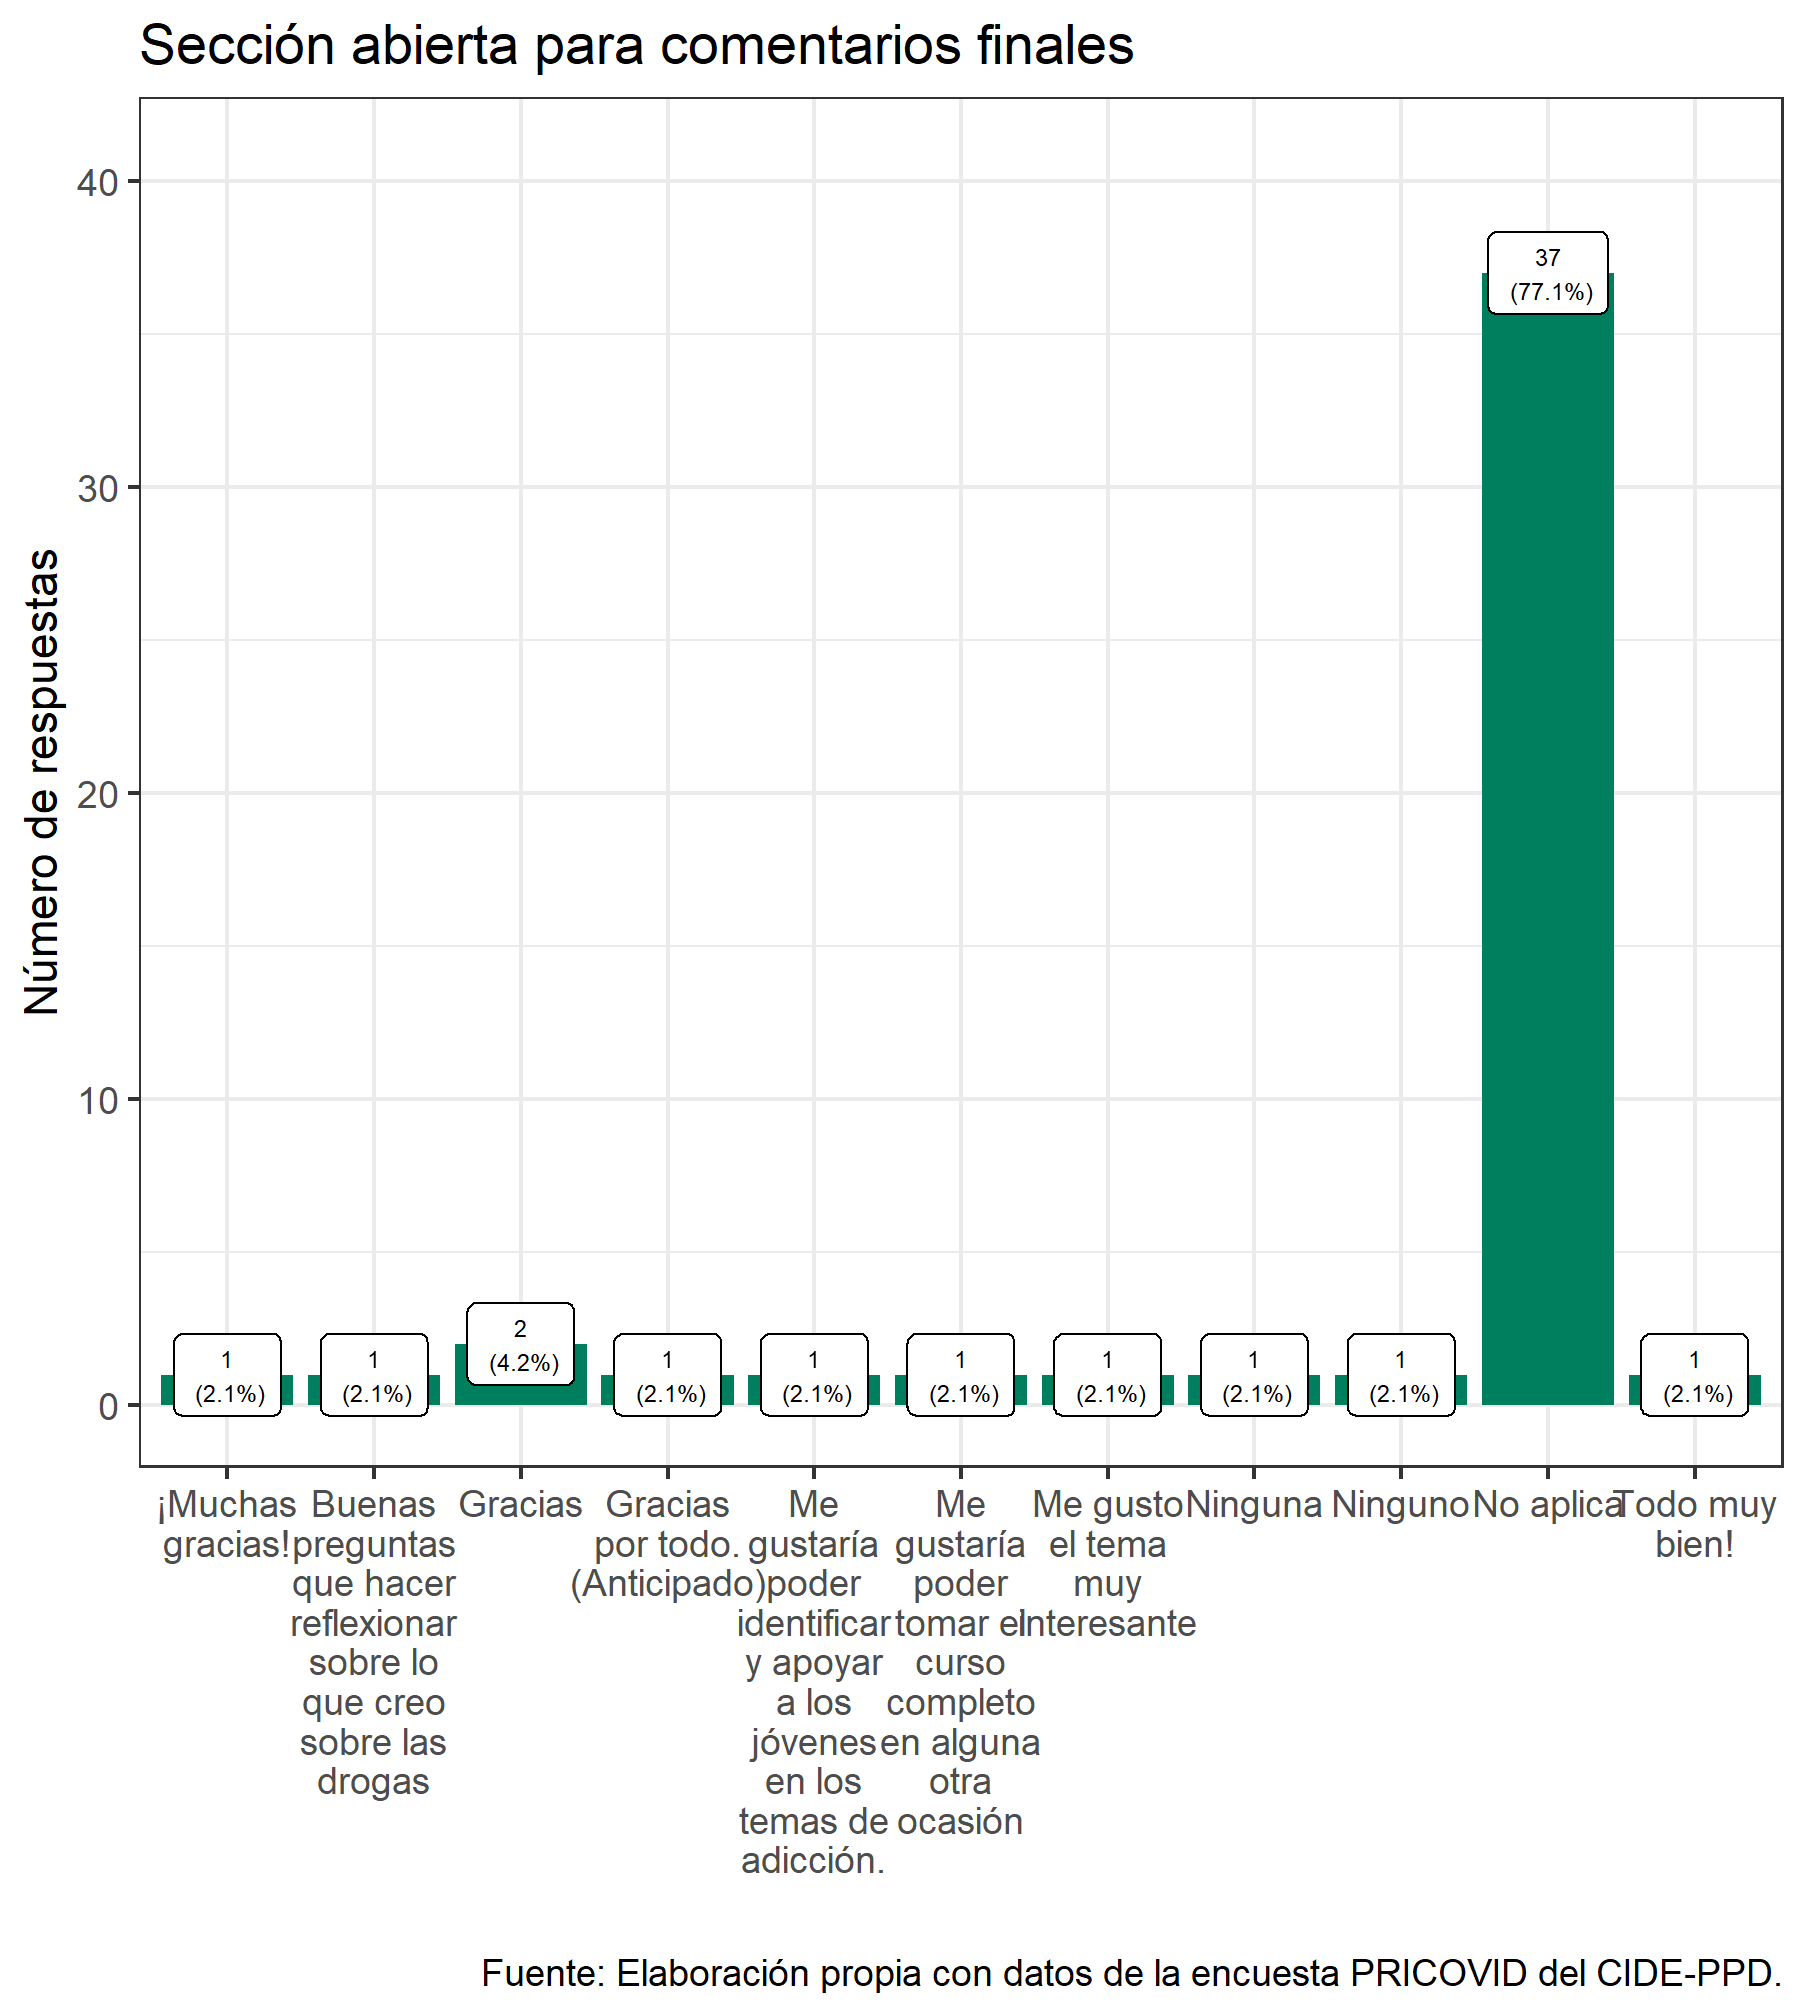 Sección abierta para comentarios finales
Número de respuestas
40
30
20
10
0
1
(2.1%)
1
(2.1%)
2
(4.2%)
1
(2.1%)
1
(2.1%)
1
(2.1%)
1
(2.1%)
1
(2.1%)
1
(2.1%)
37
(77.1%)
1
(2.1%)
¡Muchas
gracias!
Buenas
preguntas
que hacer
reflexionar
sobre lo
que creo
sobre las
drogas
Gracias
Gracias
por todo.
(Anticipado)
Me
gustaría
poder
identificar
y apoyar
a los
jóvenes
en los
temas de
adicción.
Me
gustaría
poder
tomar el
curso
completo
en alguna
otra
ocasión
Me gusto
el tema
muy
interesante
Ninguna
Ninguno
No aplica
Todo muy
bien!
Fuente: Elaboración propia con datos de la encuesta PRICOVID del CIDE-PPD.